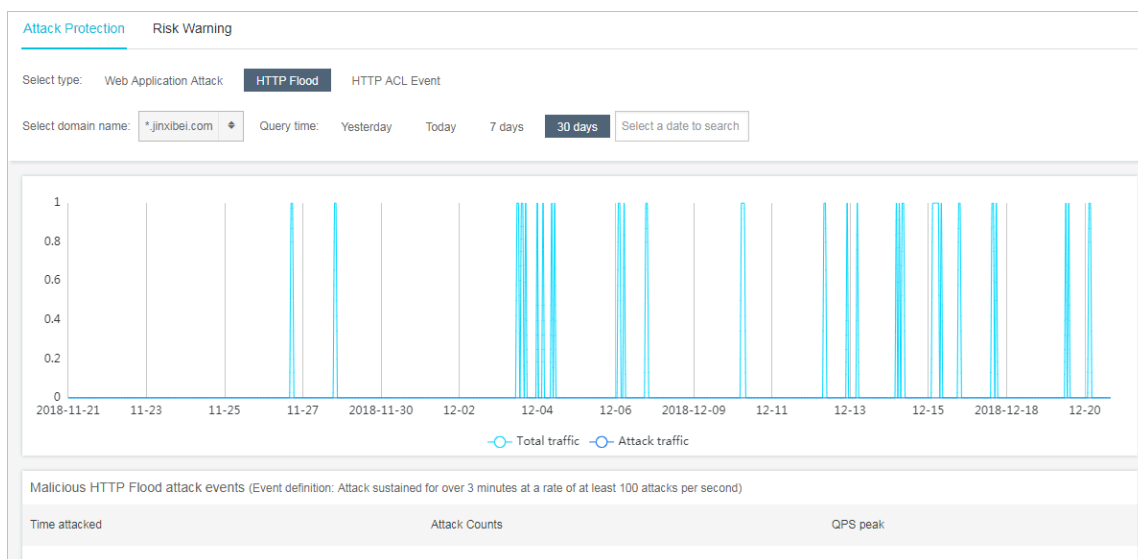 Attack Protection Risk Warning
Select type: Web Application Attack HTTP Flood HTTP ACL Event
Select domain name: *.jinxibei.com Query time: Yesterday Today 7 days 30 days Select a date to search
1
0.8
0.6
0.4
0.2
0
2018-11-21 11-23 11-25 11-27 2018-11-30 12-02 12-04 12-06 2018-12-09 12-11 12-13 12-15 2018-12-18 12-20
Total traffic Attack traffic
Malicious HTTP Flood attack events (Event definition: Attack sustained for over 3 minutes at a rate of at least 100 attacks per second)
Time attacked Attack Counts QPS peak